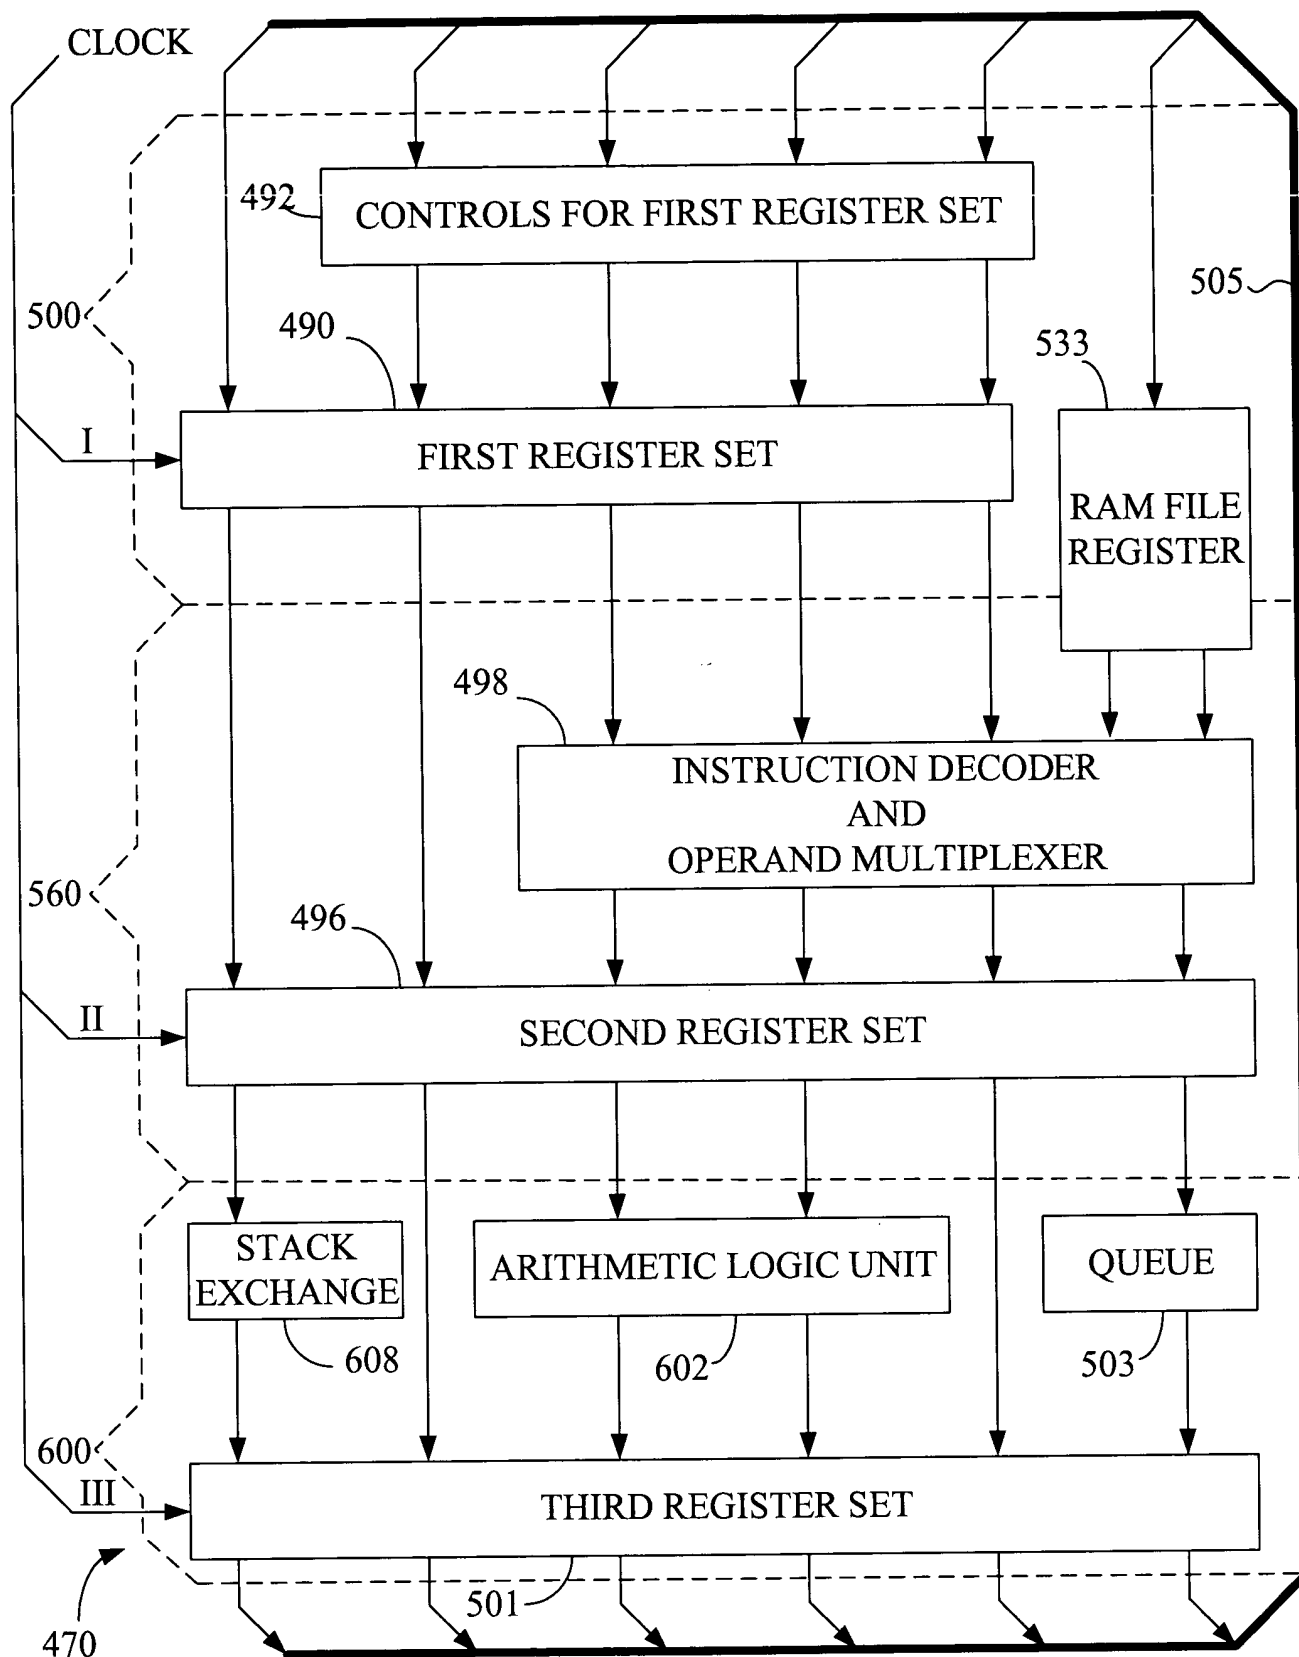 CLOCK
492
CONTROLS FOR FIRST REGISTER SET
505
500
490
533
I
FIRST REGISTER SET
RAM FILE
REGISTER
498
INSTRUCTION DECODER
AND
OPERAND MULTIPLEXER
560
496
II
SECOND REGISTER SET
STACK
EXCHANGE
ARITHMETIC LOGIC UNIT
QUEUE
608
602
503
600
III
THIRD REGISTER SET
501
470